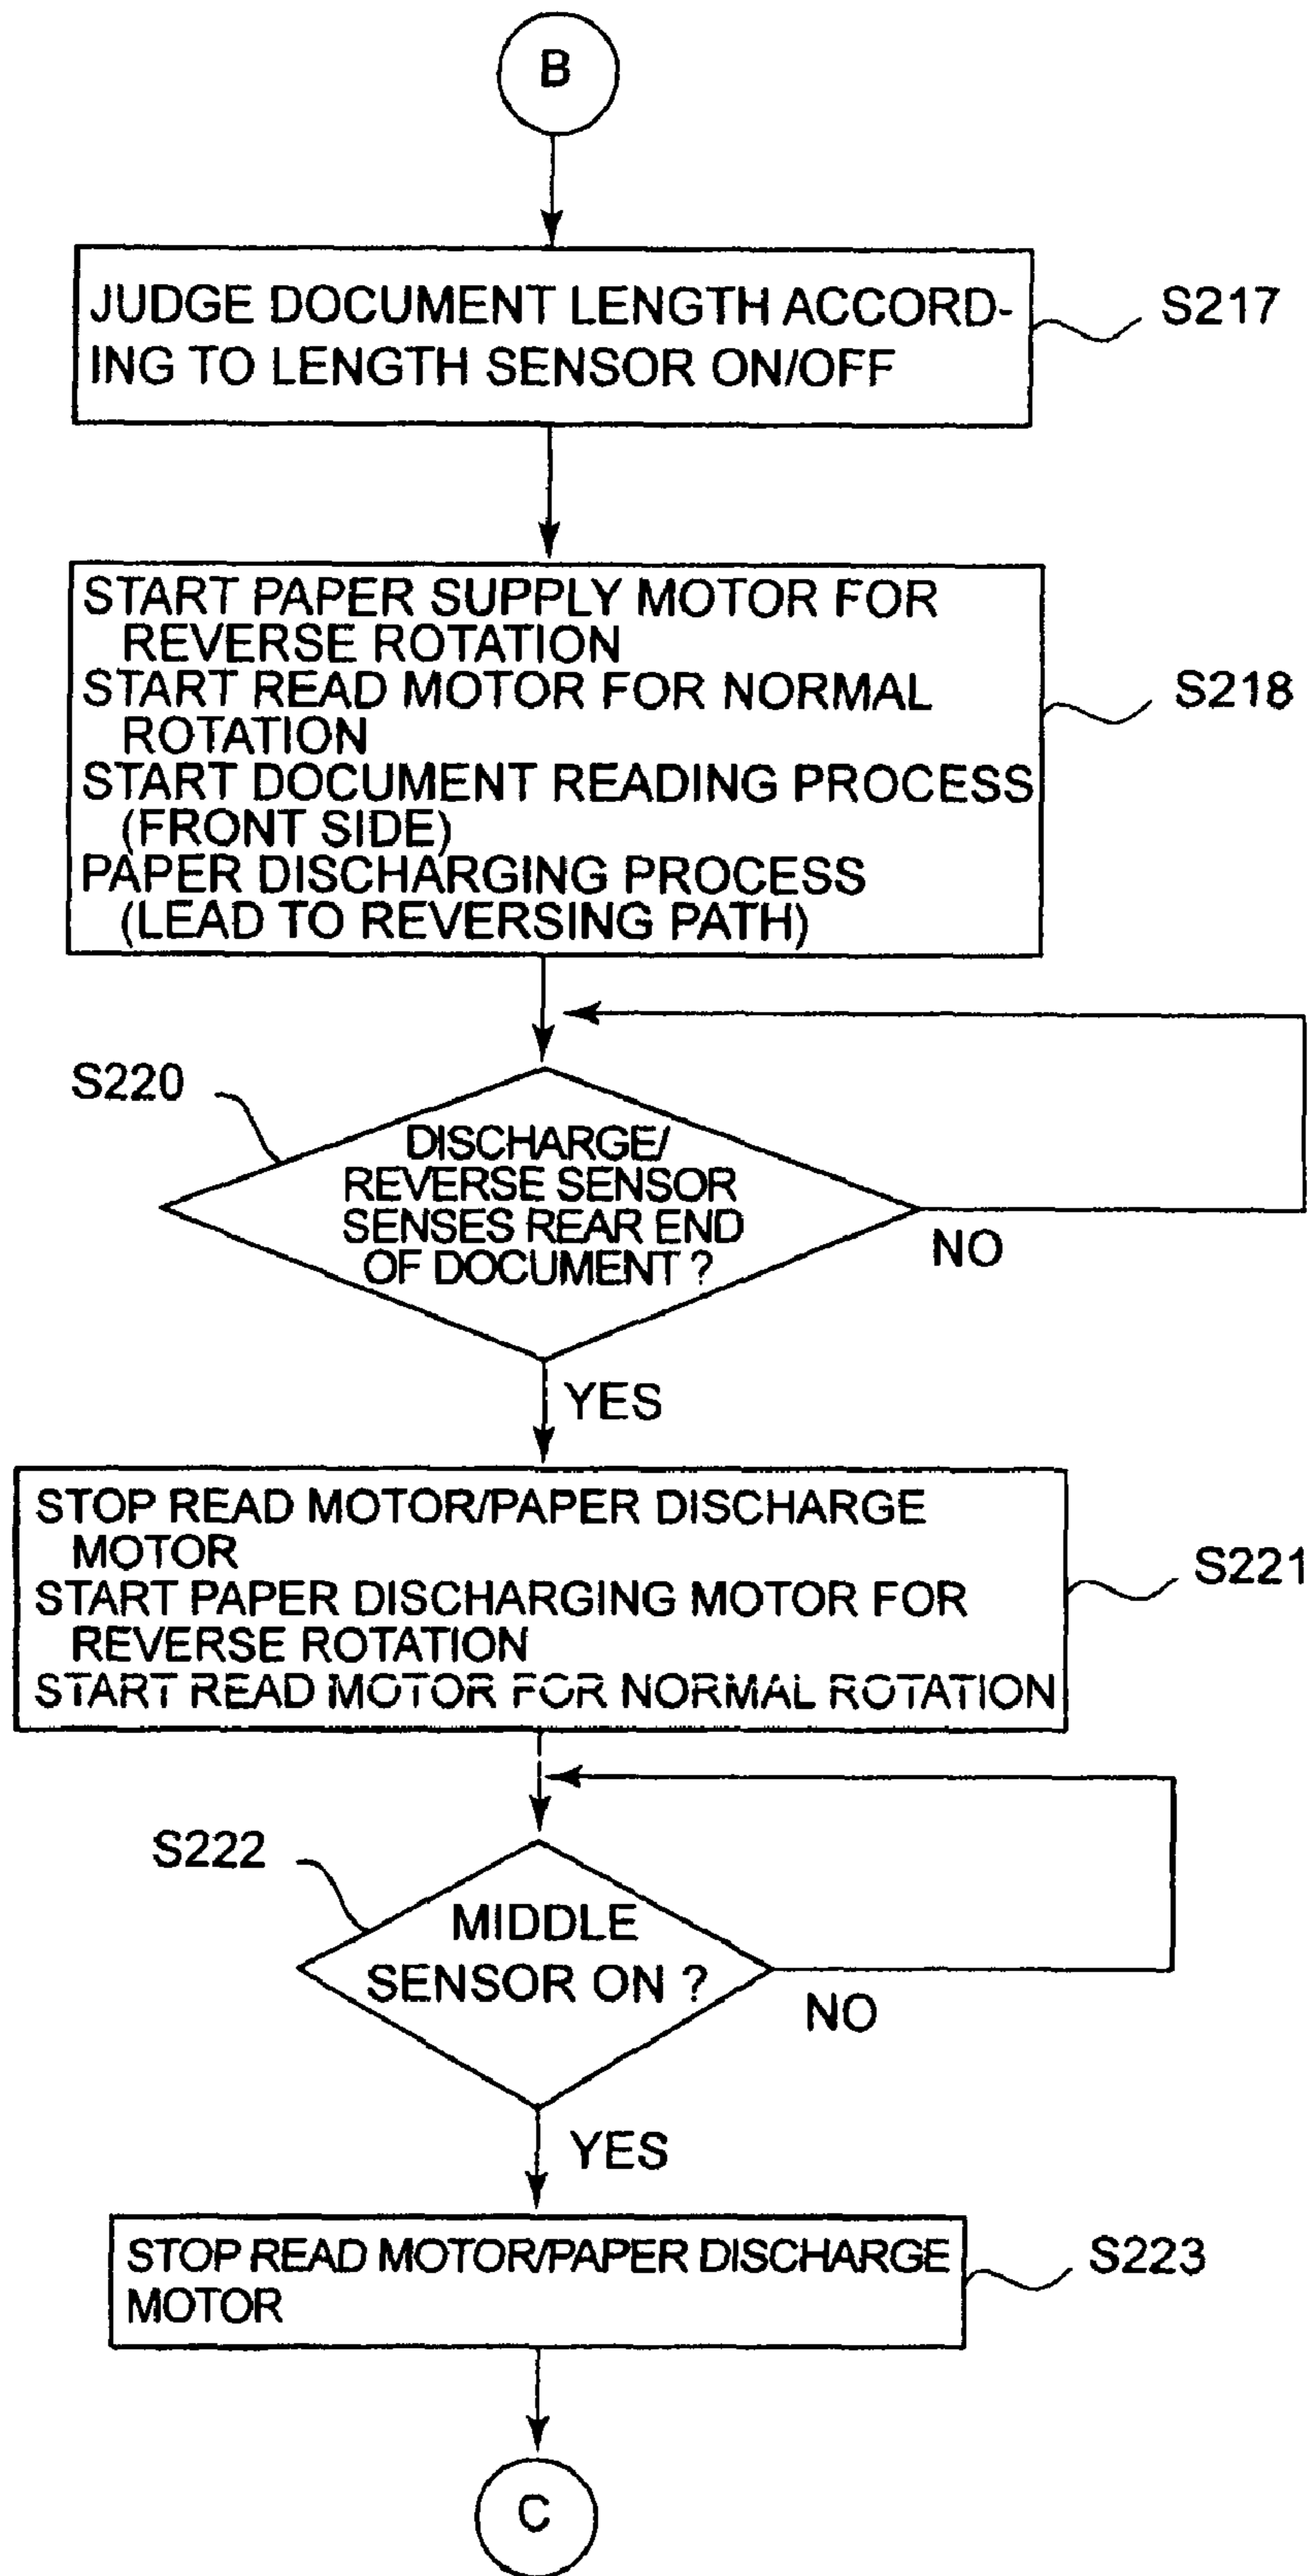 B
JUDGE DOCUMENT LENGTH ACCORD-
ING TO LENGTH SENSOR ON/OFF
S217
START PAPER SUPPLY MOTOR FOR
REVERSE ROTATION
START READ MOTOR FOR NORMAL
ROTATION
START DOCUMENT READING PROCESS
(FRONT SIDE)
PAPER DISCHARGING PROCESS
(LEAD TO REVERSING PATH)
S218
S220
DISCHARGE/
REVERSE SENSOR
SENSES REAR END
OF DOCUMENT ?
NO
YES
STOP READ MOTOR/PAPER DISCHARGE
MOTOR
START PAPER DISCHARGING MOTOR FOR
REVERSE ROTATION
START READ MOTOR FOR NORMAL ROTATION
S221
S222
MIDDLE
SENSOR ON ?
NO
YES
STOP READ MOTOR/PAPER DISCHARGE
MOTOR
S223
C